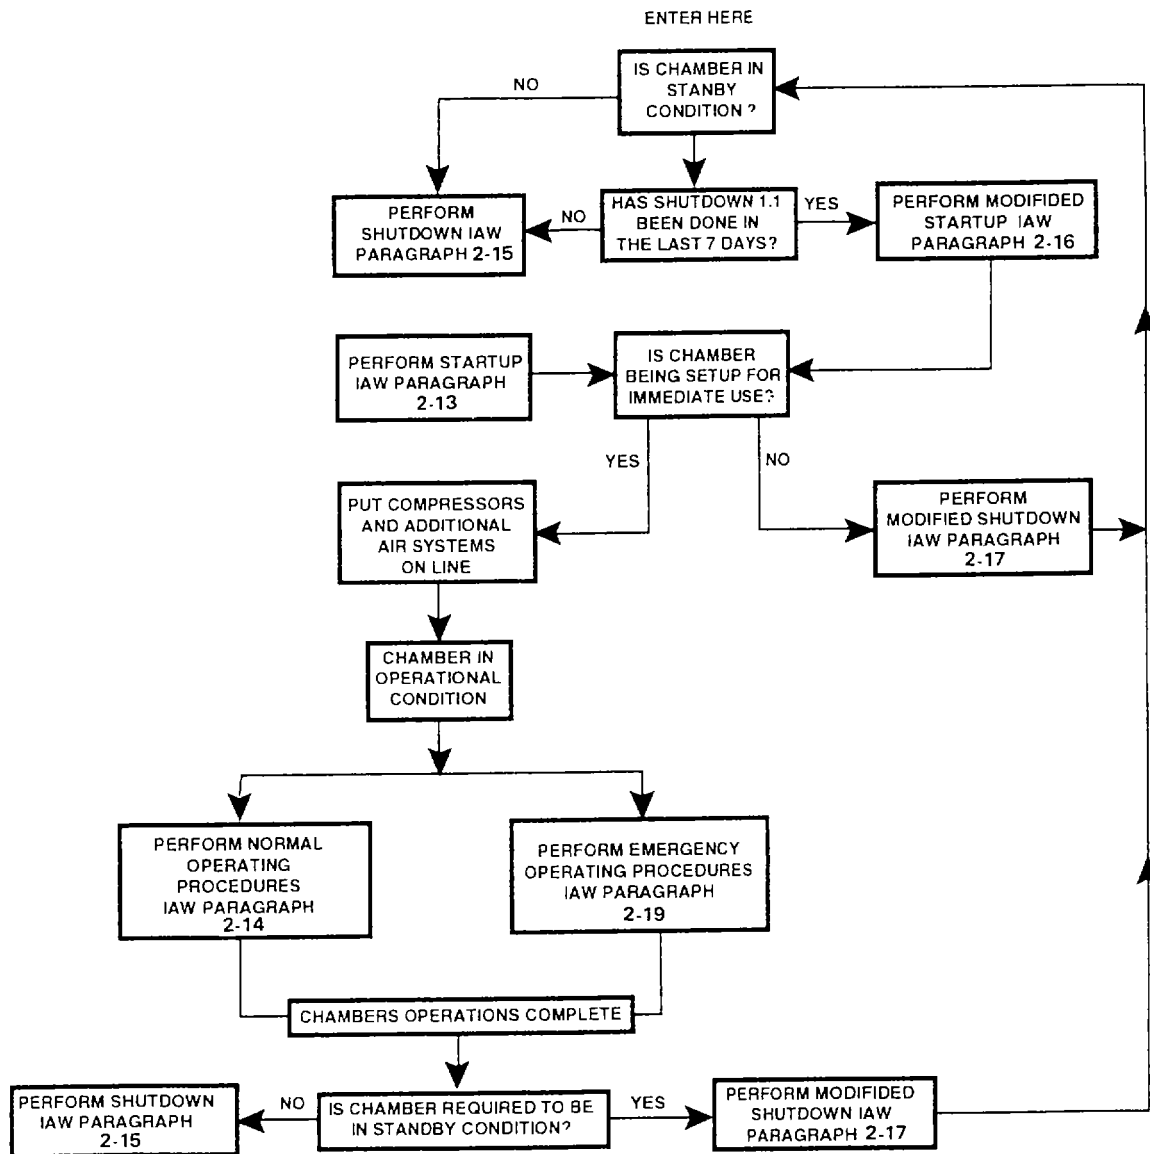 ENTER HERE
IS CHAMBER IN
STANBY
CONDITION ?
NO
PERFORM
SHUTDOWN IAW
PARAGRAPH 2-15
NO
HAS SHUTDOWN 1.1
BEEN DONE IN
THE LAST 7 DAYS?
YES
PERFORM MODIFIDED
STARTUP IAW
PARAGRAPH 2-16
PERFORM STARTUP
IAW PARAGRAPH
2-13
IS CHAMBER
BEING SETUP FOR
IMMEDIATE USE?
YES
NO
PUT COMPRESSORS
AND ADDITIONAL
AIR SYSTEMS
ON LINE
PERFORM
MODIFIED SHUTDOWN
IAW PARAGRAPH
2-17
CHAMBER IN
OPERATIONAL
CONDITION
PERFORM NORMAL
OPERATING
PROCEDURES
IAW PARAGRAPH
2-14
PERFORM EMERGENCY
OPERATING PROCEDURES
IAW PARAGRAPH
2-19
CHAMBERS OPERATIONS COMPLETE
PERFORM SHUTDOWN
IAW PARAGRAPH
2-15
NO
IS CHAMBER REQUIRED TO BE
IN STANDBY CONDITION?
YES
PERFORM MODIFIDED
SHUTDOWN IAW
PARAGRAPH 2-17